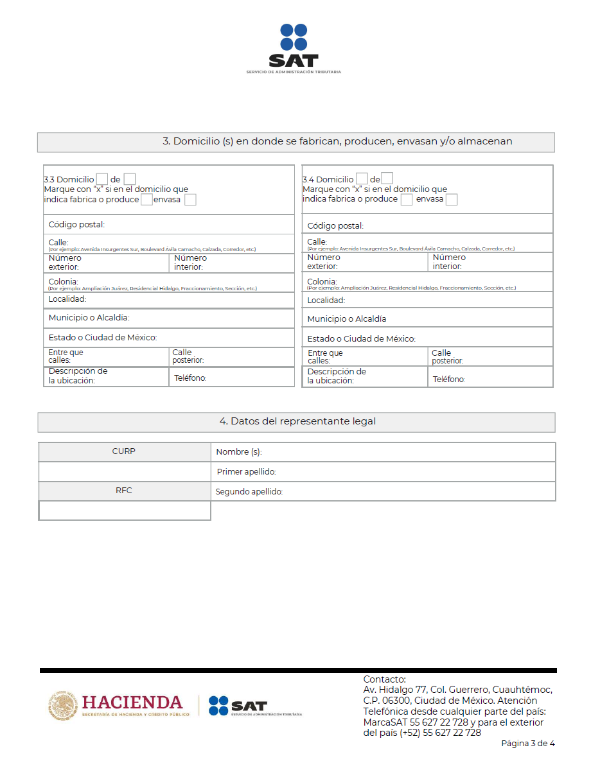 SAT
SERVICIO DE ADMINISTRACIÓN TRIBUTARIA
3. Domicilio (s) en donde se fabrican, producen, envasan y/o almacenan
3.3 Domicilio de
Marque con "x" si en el domicilio que
indica fabrica o produce envasa
Código postal:
Calle:
(Por ejemplo: Avenida Insurgentes Sur, Boulevard Ávila Camacho, Calzada, Corredor, etc.)
Número exterior:
Número interior:
Colonia:
(Por ejemplo: Ampliación Juárez, Residencial Hidalgo, Fraccionamiento, Sección, etc.)
Localidad:
Municipio o Alcaldía:
Estado o Ciudad de México:
Entre que calles:
Calle posterior:
Descripción de la ubicación:
Teléfono:
3.4 Domicilio de
Marque con "x" si en el domicilio que
indica fabrica o produce envasa
Código postal:
Calle:
(Por ejemplo: Avenida Insurgentes Sur, Boulevard Ávila Camacho, Calzada, Corredor, etc.)
Número exterior:
Número interior:
Colonia:
(Por ejemplo: Ampliación Juárez, Residencial Hidalgo, Fraccionamiento, Sección, etc.)
Localidad:
Municipio o Alcaldía
Estado o Ciudad de México:
Entre que calles:
Calle posterior:
Descripción de la ubicación:
Teléfono:
4. Datos del representante legal
CURP
Nombre (s):
Primer apellido:
RFC
Segundo apellido:
HACIENDA
SECRETARÍA DE HACIENDA Y CRÉDITO PÚBLICO
SAT
SERVICIO DE ADMINISTRACIÓN TRIBUTARIA
Contacto:
Av. Hidalgo 77, Col. Guerrero, Cuauhtémoc,
C.P. 06300, Ciudad de México. Atención
Telefónica desde cualquier parte del país:
MarcaSAT 55 627 22 728 y para el exterior
del país (+52) 55 627 22 728
Página 3 de 4